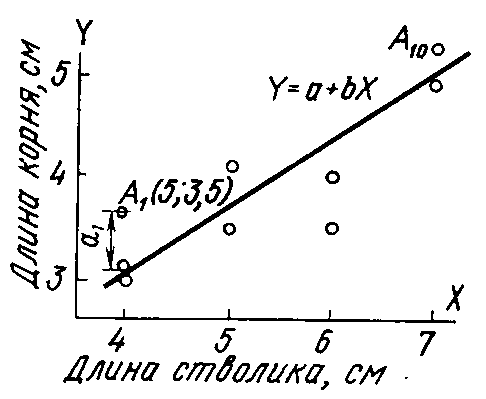 Y
Длина корня, см
5
4
3
A₁₀
Y=a+bX
A₁(5;3,5)
a₁
X
4 5 6 7
Длина стволика, см